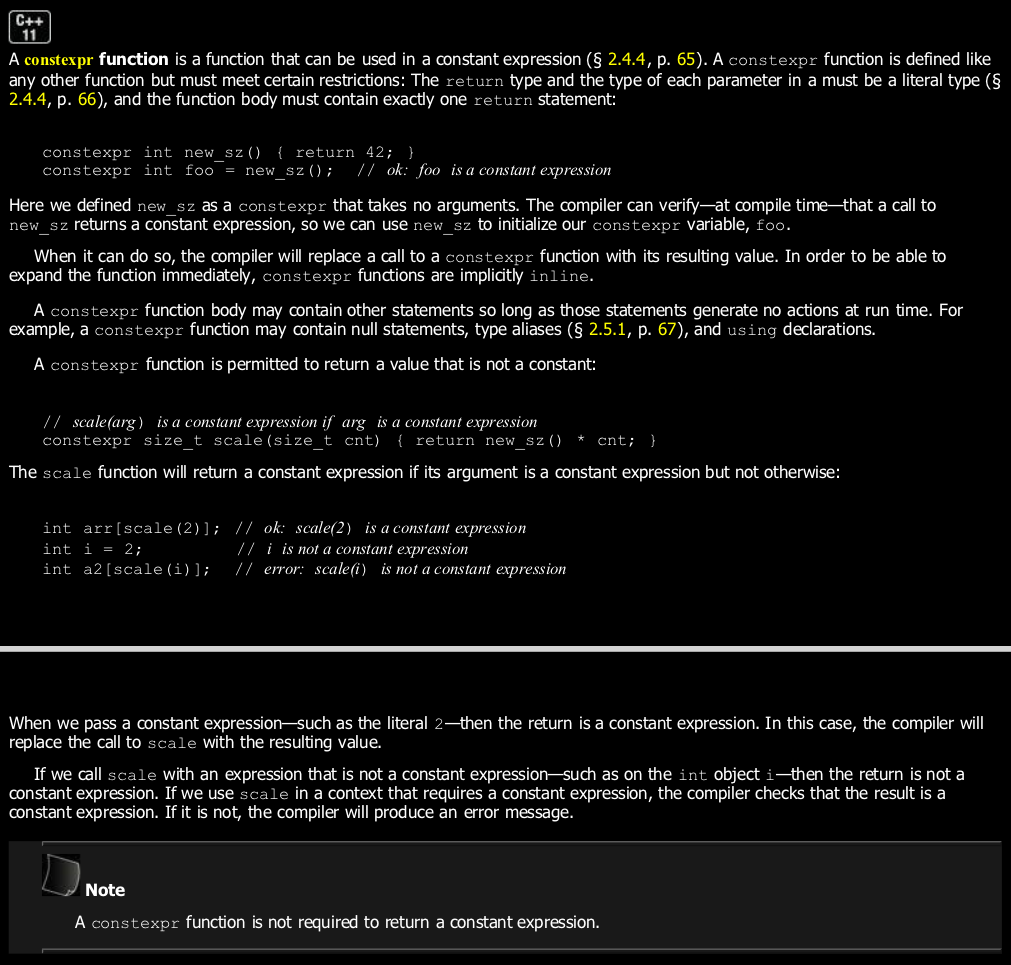 C++
11
A constexpr function is a function that can be used in a constant expression (§ 2.4.4, p. 65). A constexpr function is defined like
any other function but must meet certain restrictions: The return type and the type of each parameter in a must be a literal type (§
2.4.4, p. 66), and the function body must contain exactly one return statement:
constexpr int new_sz() { return 42; }
constexpr int foo = new_sz();  // ok: foo is a constant expression
Here we defined new_sz as a constexpr that takes no arguments. The compiler can verify—at compile time—that a call to
new_sz returns a constant expression, so we can use new_sz to initialize our constexpr variable, foo.
When it can do so, the compiler will replace a call to a constexpr function with its resulting value. In order to be able to
expand the function immediately, constexpr functions are implicitly inline.
A constexpr function body may contain other statements so long as those statements generate no actions at run time. For
example, a constexpr function may contain null statements, type aliases (§ 2.5.1, p. 67), and using declarations.
A constexpr function is permitted to return a value that is not a constant:
// scale(arg) is a constant expression if arg is a constant expression
constexpr size_t scale(size_t cnt) { return new_sz() * cnt; }
The scale function will return a constant expression if its argument is a constant expression but not otherwise:
int arr[scale(2)]; // ok: scale(2) is a constant expression
int i = 2;         // i is not a constant expression
int a2[scale(i)];  // error: scale(i) is not a constant expression
When we pass a constant expression—such as the literal 2—then the return is a constant expression. In this case, the compiler will
replace the call to scale with the resulting value.
If we call scale with an expression that is not a constant expression—such as on the int object i—then the return is not a
constant expression. If we use scale in a context that requires a constant expression, the compiler checks that the result is a
constant expression. If it is not, the compiler will produce an error message.
Note
A constexpr function is not required to return a constant expression.